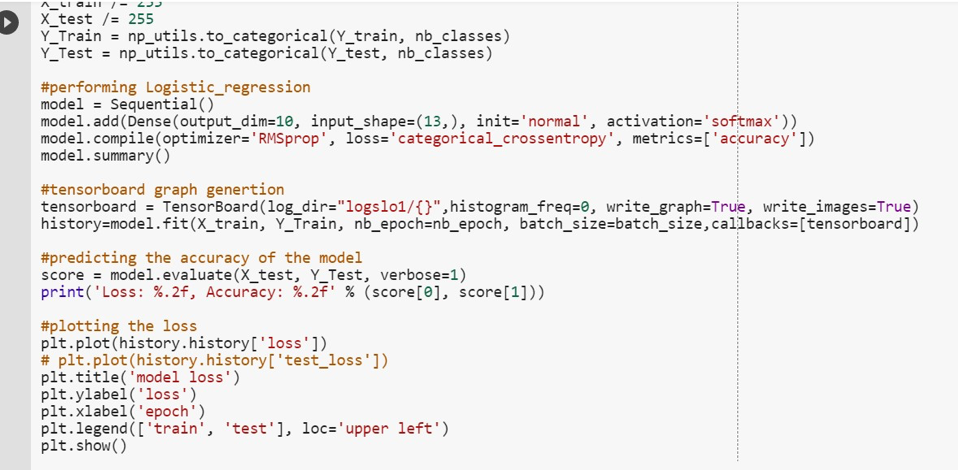 X_train /= 255
X_test /= 255
Y_Train = np_utils.to_categorical(Y_train, nb_classes)
Y_Test = np_utils.to_categorical(Y_test, nb_classes)
#performing Logistic_regression
model = Sequential()
model.add(Dense(output_dim=10, input_shape=(13,), init='normal', activation='softmax'))
model.compile(optimizer='RMSprop', loss='categorical_crossentropy', metrics=['accuracy'])
model.summary()
#tensorboard graph genertion
tensorboard = TensorBoard(log_dir="logslo1/{}",histogram_freq=0, write_graph=True, write_images=True)
history=model.fit(X_train, Y_Train, nb_epoch=nb_epoch, batch_size=batch_size,callbacks=[tensorboard])
#predicting the accuracy of the model
score = model.evaluate(X_test, Y_Test, verbose=1)
print('Loss: %.2f, Accuracy: %.2f' % (score[0], score[1]))
#plotting the loss
plt.plot(history.history['loss'])
# plt.plot(history.history['test_loss'])
plt.title('model loss')
plt.ylabel('loss')
plt.xlabel('epoch')
plt.legend(['train', 'test'], loc='upper left')
plt.show()